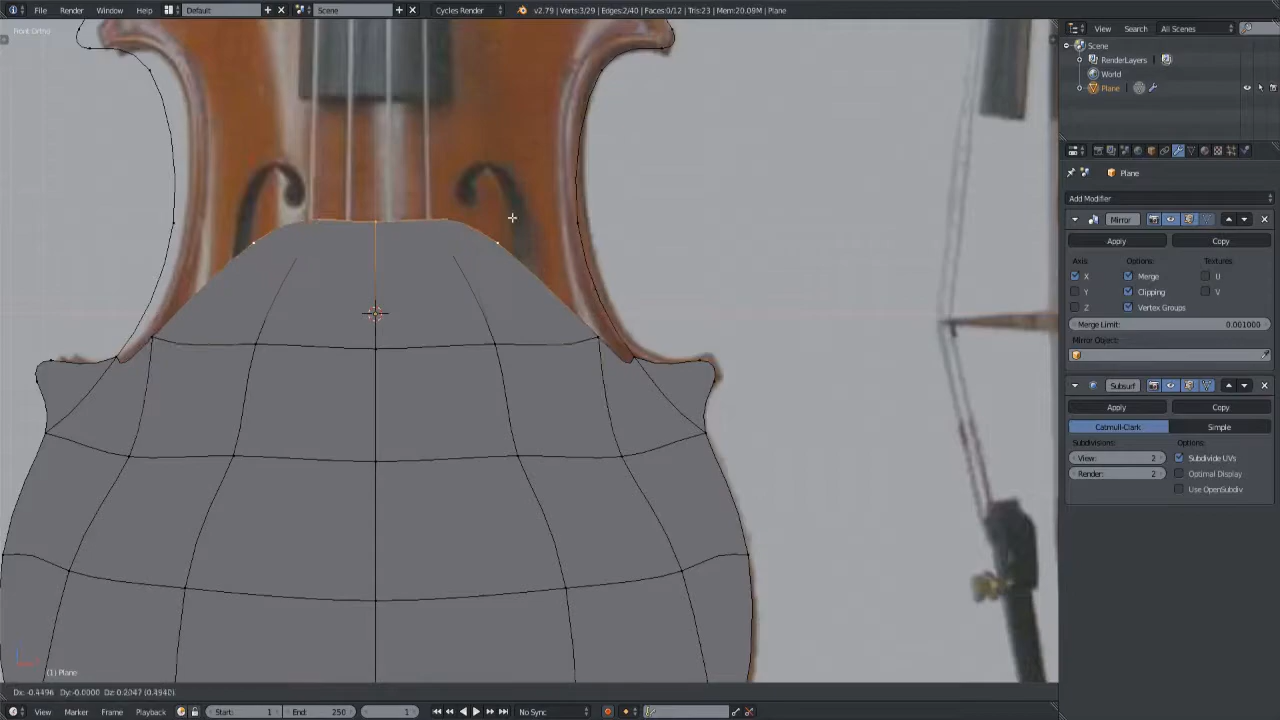 File Render Window Help Default Scene Cycles Render v2.79 | Verts:3/29 | Edges:2/40 | Faces:0/12 | Tris:23 | Mem:20.09M | Plane
Front Ortho
View Search All Scenes
Scene
RenderLayers
World
Plane
Plane
Add Modifier
Mirror
Apply Copy
Axis: Options: Textures:
X Merge U
Y Clipping V
Z Vertex Groups
Merge Limit: 0.001000
Mirror Object:
Subsurf
Apply Copy
Catmull-Clark Simple
Subdivisions: Options:
View: 2 Subdivide UVs
Render: 2 Optimal Display
Use OpenSubdiv
(1) Plane
Dx: -0.4496 Dy: -0.0000 Dz: 0.2047 (0.4940)
View Marker Frame Playback Start: 1 End: 250 1 No Sync